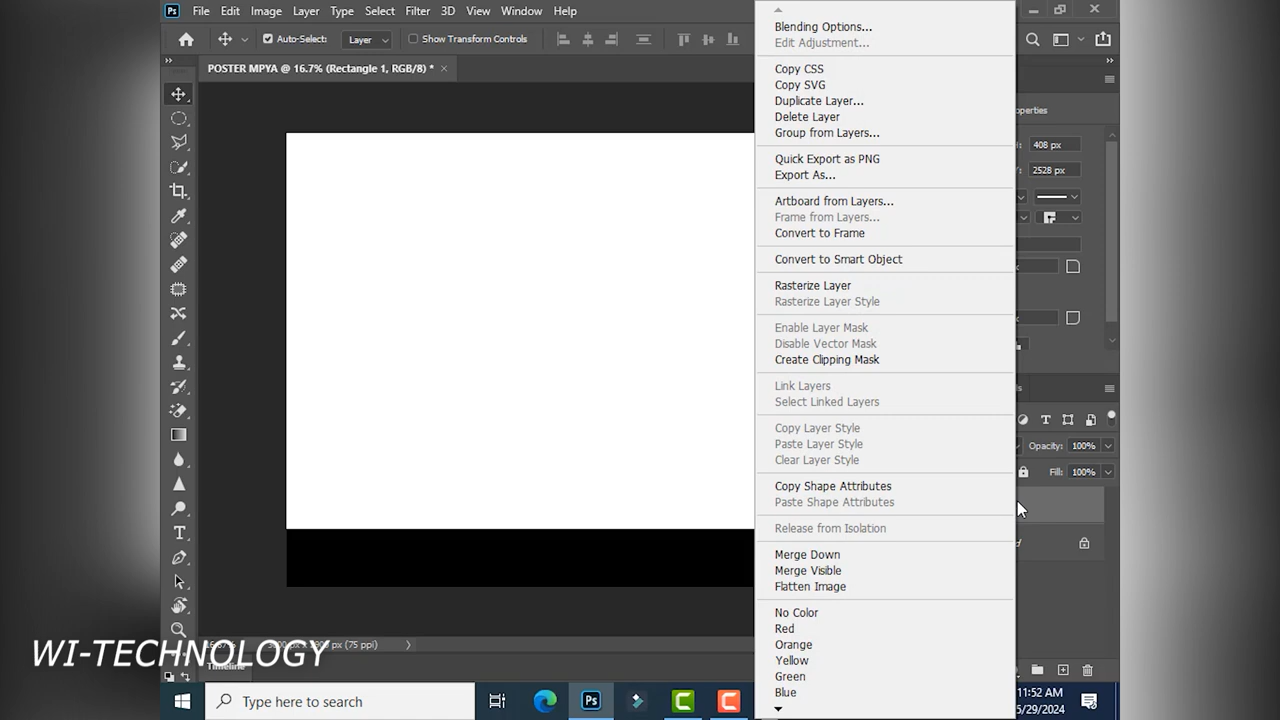 Ps File Edit Image Layer Type Select Filter 3D View Window Help
Auto-Select: Layer Show Transform Controls
POSTER MPYA @ 16.7% (Rectangle 1, RGB/8) * ×
Blending Options...
Edit Adjustment...
Copy CSS
Copy SVG
Duplicate Layer...
Delete Layer
Group from Layers...
Quick Export as PNG
Export As...
Artboard from Layers...
Frame from Layers...
Convert to Frame
Convert to Smart Object
Rasterize Layer
Rasterize Layer Style
Enable Layer Mask
Disable Vector Mask
Create Clipping Mask
Link Layers
Select Linked Layers
Copy Layer Style
Paste Layer Style
Clear Layer Style
Copy Shape Attributes
Paste Shape Attributes
Release from Isolation
Merge Down
Merge Visible
Flatten Image
No Color
Red
Orange
Yellow
Green
Blue
operties
H: 408 px
2528 px
Opacity: 100%
Fill: 100%
(75 ppi)
WI-TECHNOLOGY
Timeline
Type here to search
Ps
11:52 AM
5/29/2024